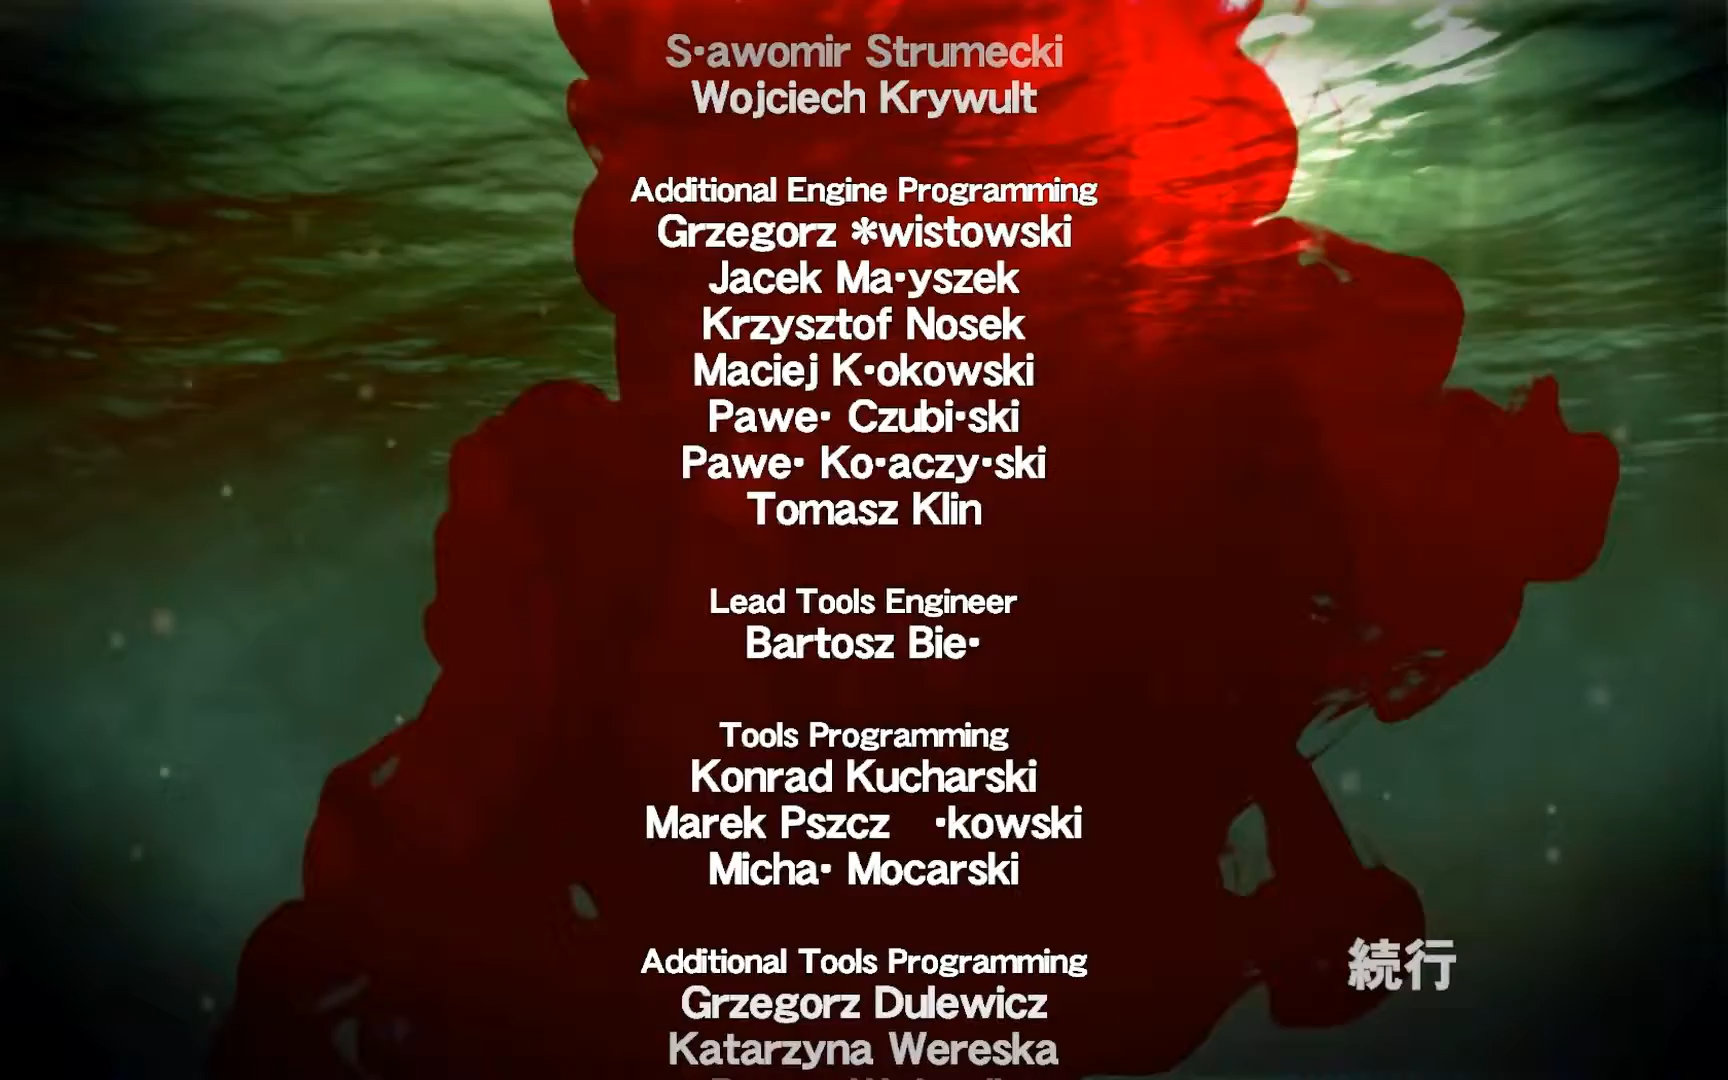 S•awomir Strumecki
Wojciech Krywult
Additional Engine Programming
Grzegorz *wistowski
Jacek Ma•yszek
Krzysztof Nosek
Maciej K•okowski
Pawe• Czubi•ski
Pawe• Ko•aczy•ski
Tomasz Klin
Lead Tools Engineer
Bartosz Bie•
Tools Programming
Konrad Kucharski
Marek Pszcz　•kowski
Micha• Mocarski
Additional Tools Programming
Grzegorz Dulewicz
Katarzyna Wereska
続行